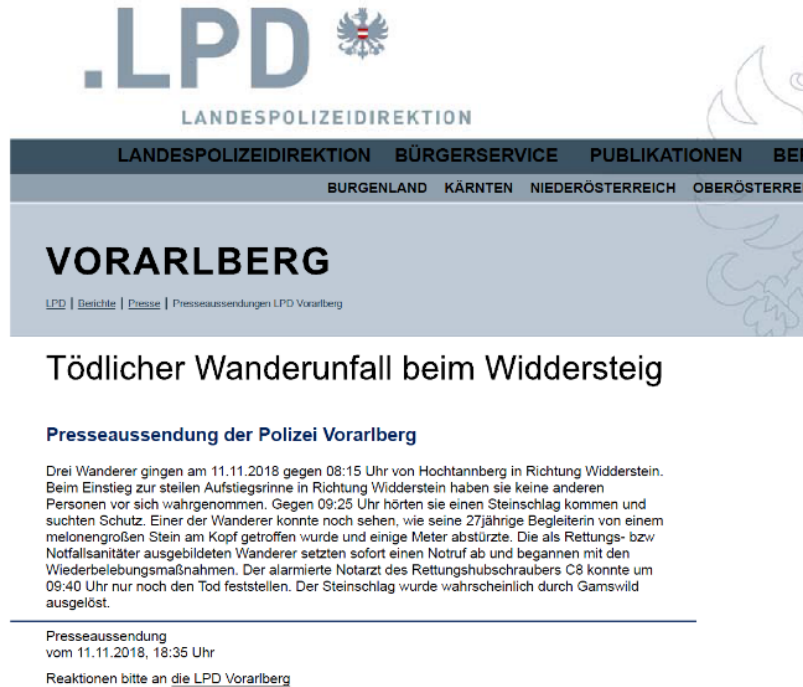 .LPD
LANDESPOLIZEIDIREKTION
LANDESPOLIZEIDIREKTION BÜRGERSERVICE PUBLIKATIONEN
BURGENLAND KÄRNTEN NIEDERÖSTERREICH OBERÖSTERRE
VORARLBERG
LPD | Berichte | Presse | Presseaussendungen LPD Vorarlberg
Tödlicher Wanderunfall beim Widdersteig
Presseaussendung der Polizei Vorarlberg
Drei Wanderer gingen am 11.11.2018 gegen 08:15 Uhr von Hochtannberg in Richtung Widderstein.
Beim Einstieg zur steilen Aufstiegsrinne in Richtung Widderstein haben sie keine anderen
Personen vor sich wahrgenommen. Gegen 09:25 Uhr hörten sie einen Steinschlag kommen und
suchten Schutz. Einer der Wanderer konnte noch sehen, wie seine 27jährige Begleiterin von einem
melonengroßen Stein am Kopf getroffen wurde und einige Meter abstürzte. Die als Rettungs- bzw
Notfallsanitäter ausgebildeten Wanderer setzten sofort einen Notruf ab und begannen mit den
Wiederbelebungsmaßnahmen. Der alarmierte Notarzt des Rettungshubschraubers C8 konnte um
09:40 Uhr nur noch den Tod feststellen. Der Steinschlag wurde wahrscheinlich durch Gamswild
ausgelöst.
Presseaussendung
vom 11.11.2018, 18:35 Uhr
Reaktionen bitte an die LPD Vorarlberg